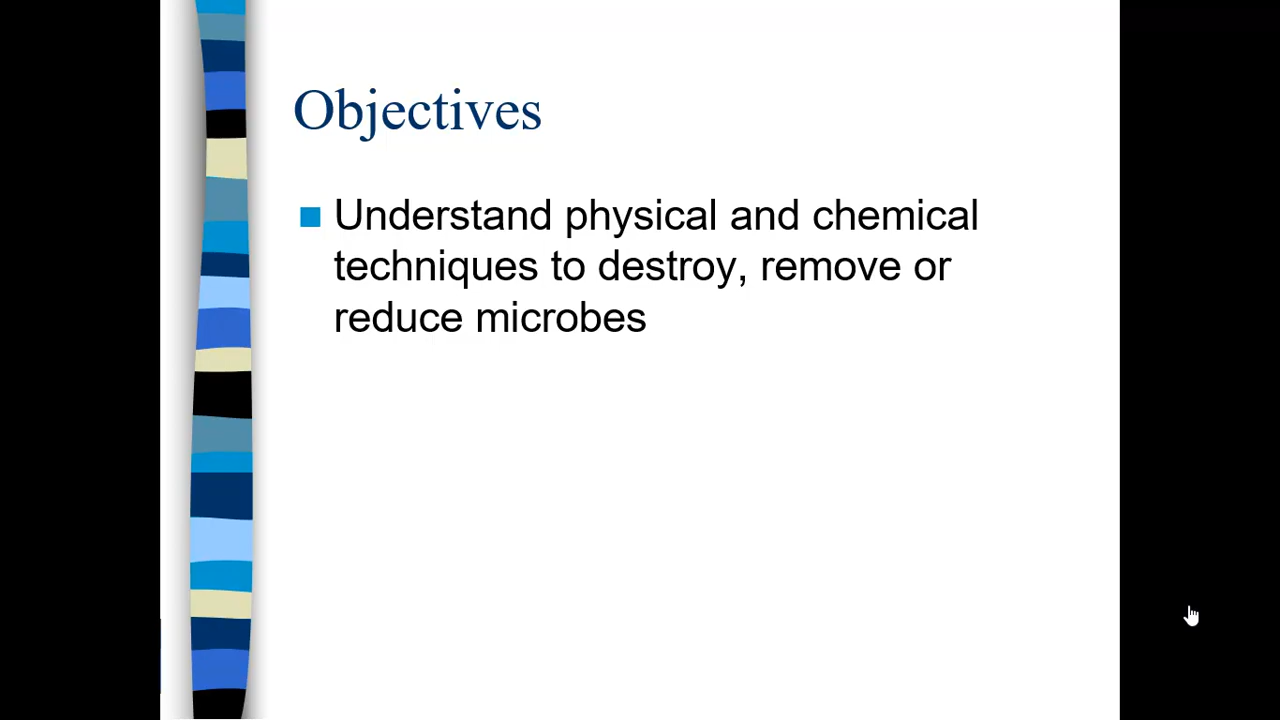 Objectives
Understand physical and chemical
techniques to destroy, remove or
reduce microbes